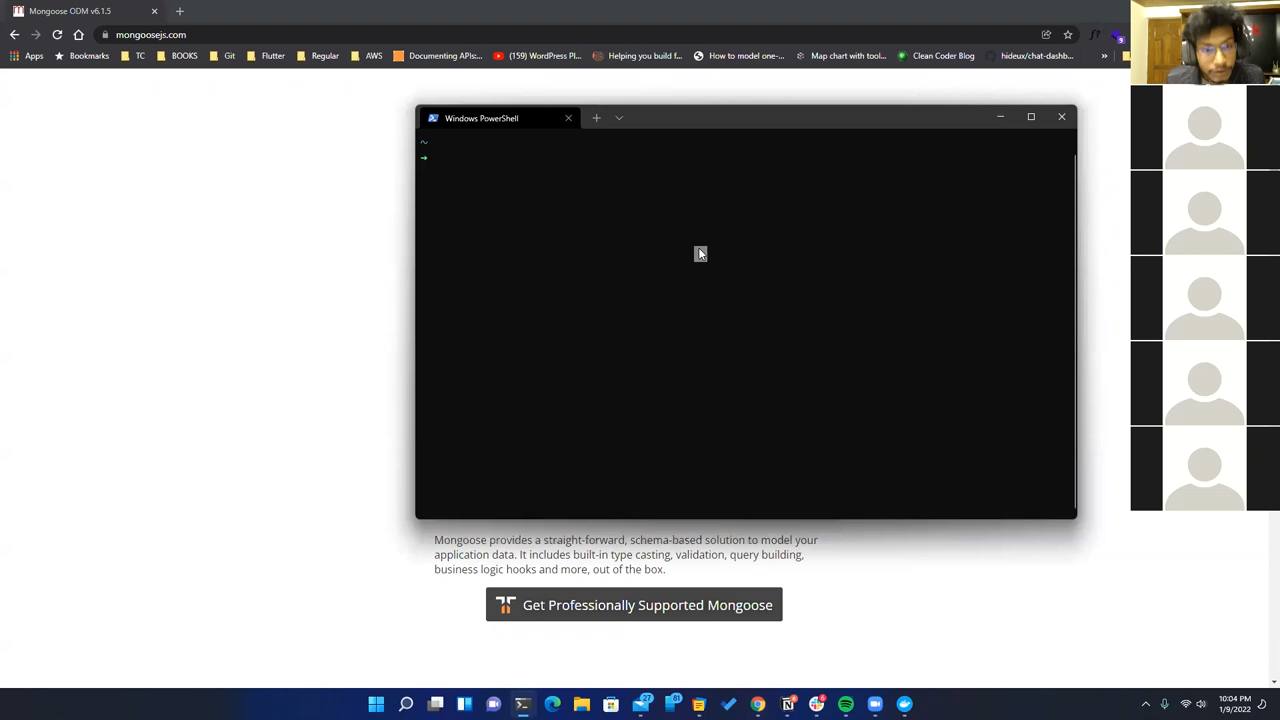 Mongoose ODM v6.1.5
mongoosejs.com
Apps
Bookmarks
TC
BOOKS
Git
Flutter
Regular
AWS
Documenting APIs:...
(159) WordPress Pl...
Helping you build f...
How to model one-...
Map chart with tool...
Clean Coder Blog
hideux/chat-dashb...
»
Windows PowerShell
~
→
Mongoose provides a straight-forward, schema-based solution to model your
application data. It includes built-in type casting, validation, query building,
business logic hooks and more, out of the box.
Get Professionally Supported Mongoose
27
81
6
10:04 PM
1/9/2022